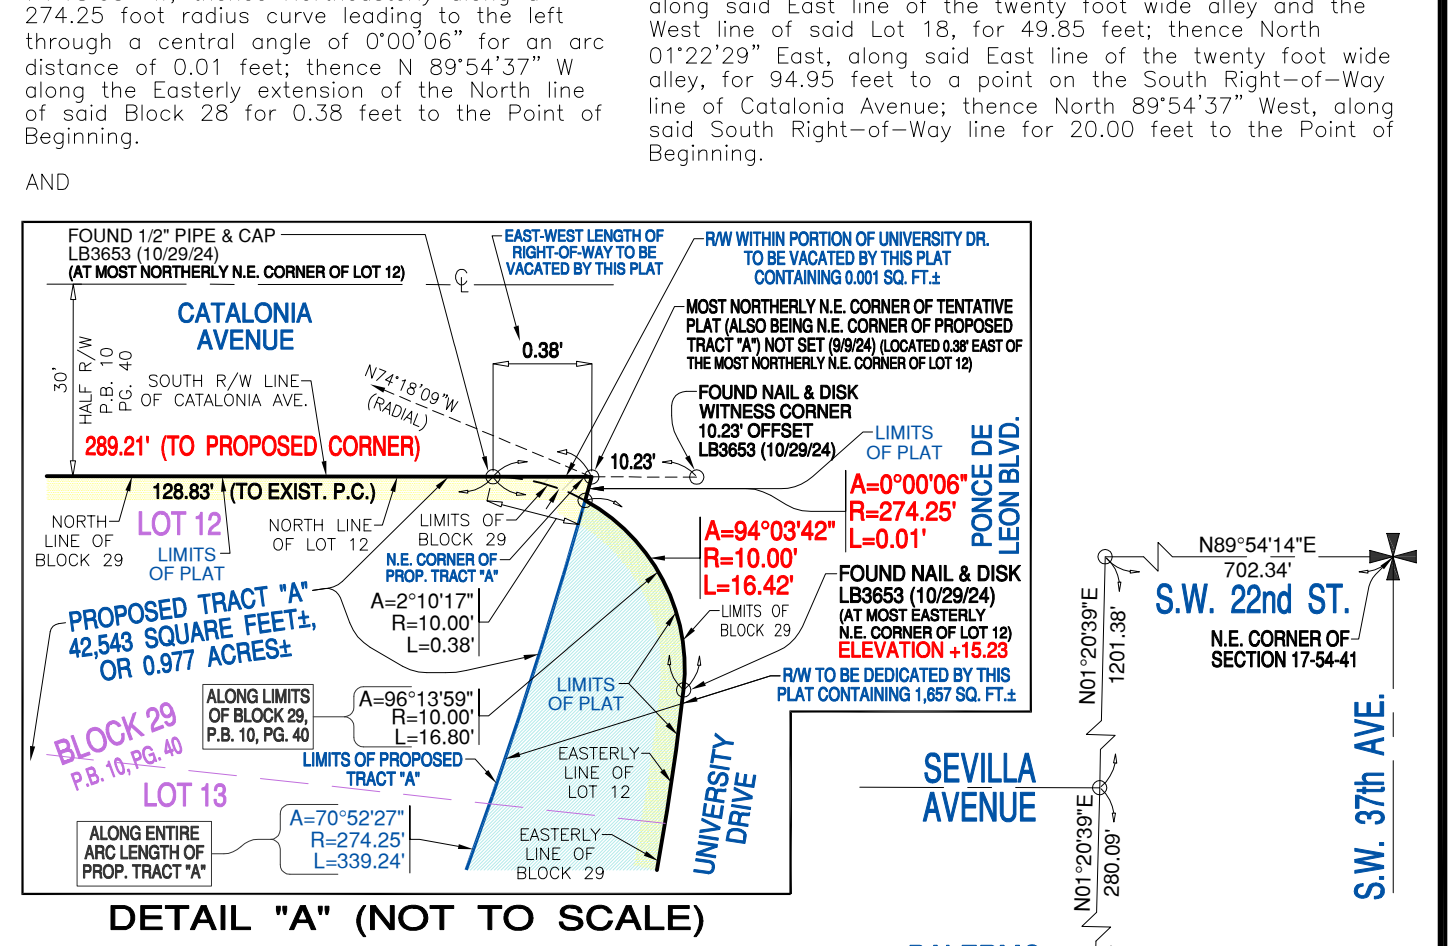 274.25 foot radius curve leading to the left
through a central angle of 0°00'06" for an arc
distance of 0.01 feet; thence N 89°54'37" W
along the Easterly extension of the North line
of said Block 28 for 0.38 feet to the Point of
Beginning.
AND
along said East line of the twenty foot wide alley and the
West line of said Lot 18, for 49.85 feet; thence North
01°22'29" East, along said East line of the twenty foot wide
alley, for 94.95 feet to a point on the South Right-of-Way
line of Catalonia Avenue; thence North 89°54'37" West, along
said South Right-of-Way line for 20.00 feet to the Point of
Beginning.
FOUND 1/2" PIPE & CAP
LB3653 (10/29/24)
(AT MOST NORTHERLY N.E. CORNER OF LOT 12)
EAST-WEST LENGTH OF
RIGHT-OF-WAY TO BE
VACATED BY THIS PLAT
R/W WITHIN PORTION OF UNIVERSITY DR.
TO BE VACATED BY THIS PLAT
CONTAINING 0.001 SQ. FT.±
CATALONIA
AVENUE
MOST NORTHERLY N.E. CORNER OF TENTATIVE
PLAT (ALSO BEING N.E. CORNER OF PROPOSED
TRACT "A") NOT SET (9/9/24) (LOCATED 0.38' EAST OF
THE MOST NORTHERLY N.E. CORNER OF LOT 12)
0.38'
30'
HALF R/W
P.B. 10
PG. 40
SOUTH R/W LINE
OF CATALONIA AVE.
N74°18'09"W
(RADIAL)
FOUND NAIL & DISK
WITNESS CORNER
10.23' OFFSET
LB3653 (10/29/24)
289.21' (TO PROPOSED CORNER)
10.23'
LIMITS
OF PLAT
PONCE DE
LEON BLVD.
128.83' (TO EXIST. P.C.)
A=0°00'06"
R=274.25'
L=0.01'
NORTH
LINE OF
BLOCK 29
LOT 12
LIMITS
OF PLAT
NORTH LINE
OF LOT 12
LIMITS OF
BLOCK 29
N.E. CORNER OF
PROP. TRACT "A"
A=94°03'42"
R=10.00'
L=16.42'
PROPOSED TRACT "A"
42,543 SQUARE FEET±,
OR 0.977 ACRES±
A=2°10'17"
R=10.00'
L=0.38'
LIMITS OF
BLOCK 29
FOUND NAIL & DISK
LB3653 (10/29/24)
(AT MOST EASTERLY
N.E. CORNER OF LOT 12)
ELEVATION +15.23
R/W TO BE DEDICATED BY THIS
PLAT CONTAINING 1,657 SQ. FT.±
ALONG LIMITS
OF BLOCK 29,
P.B. 10, PG. 40
A=96°13'59"
R=10.00'
L=16.80'
LIMITS
OF PLAT
BLOCK 29
P.B. 10, PG. 40
LIMITS OF PROPOSED
TRACT "A"
EASTERLY
LINE OF
LOT 12
LOT 13
UNIVERSITY
DRIVE
ALONG ENTIRE
ARC LENGTH OF
PROP. TRACT "A"
A=70°52'27"
R=274.25'
L=339.24'
EASTERLY
LINE OF
BLOCK 29
DETAIL "A" (NOT TO SCALE)
N89°54'14"E
702.34'
S.W. 22nd ST.
N.E. CORNER OF
SECTION 17-54-41
N01°20'39"E
1201.38'
SEVILLA
AVENUE
N01°20'39"E
280.09'
S.W. 37th AVE.